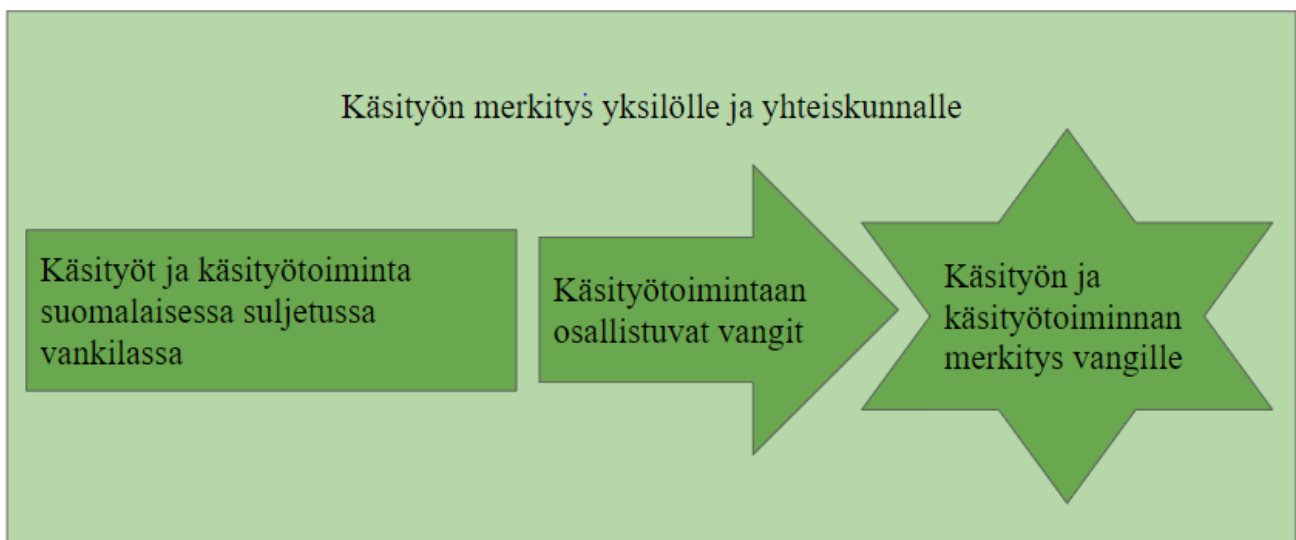 Käsityön merkitys yksilölle ja yhteiskunnalle
Käsityöt ja käsityötoiminta
suomalaisessa suljetussa
vankilassa
Käsityötoimintaan
osallistuvat vangit
Käsityön ja
käsityötoiminnan
merkitys vangille